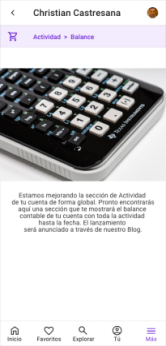 Christian Castresana
Actividad > Balance
TEXAS INSTRUMENTS
Estamos mejorando la sección de Actividad
de tu cuenta de forma global. Pronto encontrarás
aquí una sección que te mostrará el balance
contable de tu cuenta con toda la actividad
hasta la fecha. El lanzamiento
será anunciado a través de nuestro Blog.
Inicio Favoritos Explorar Tú Más